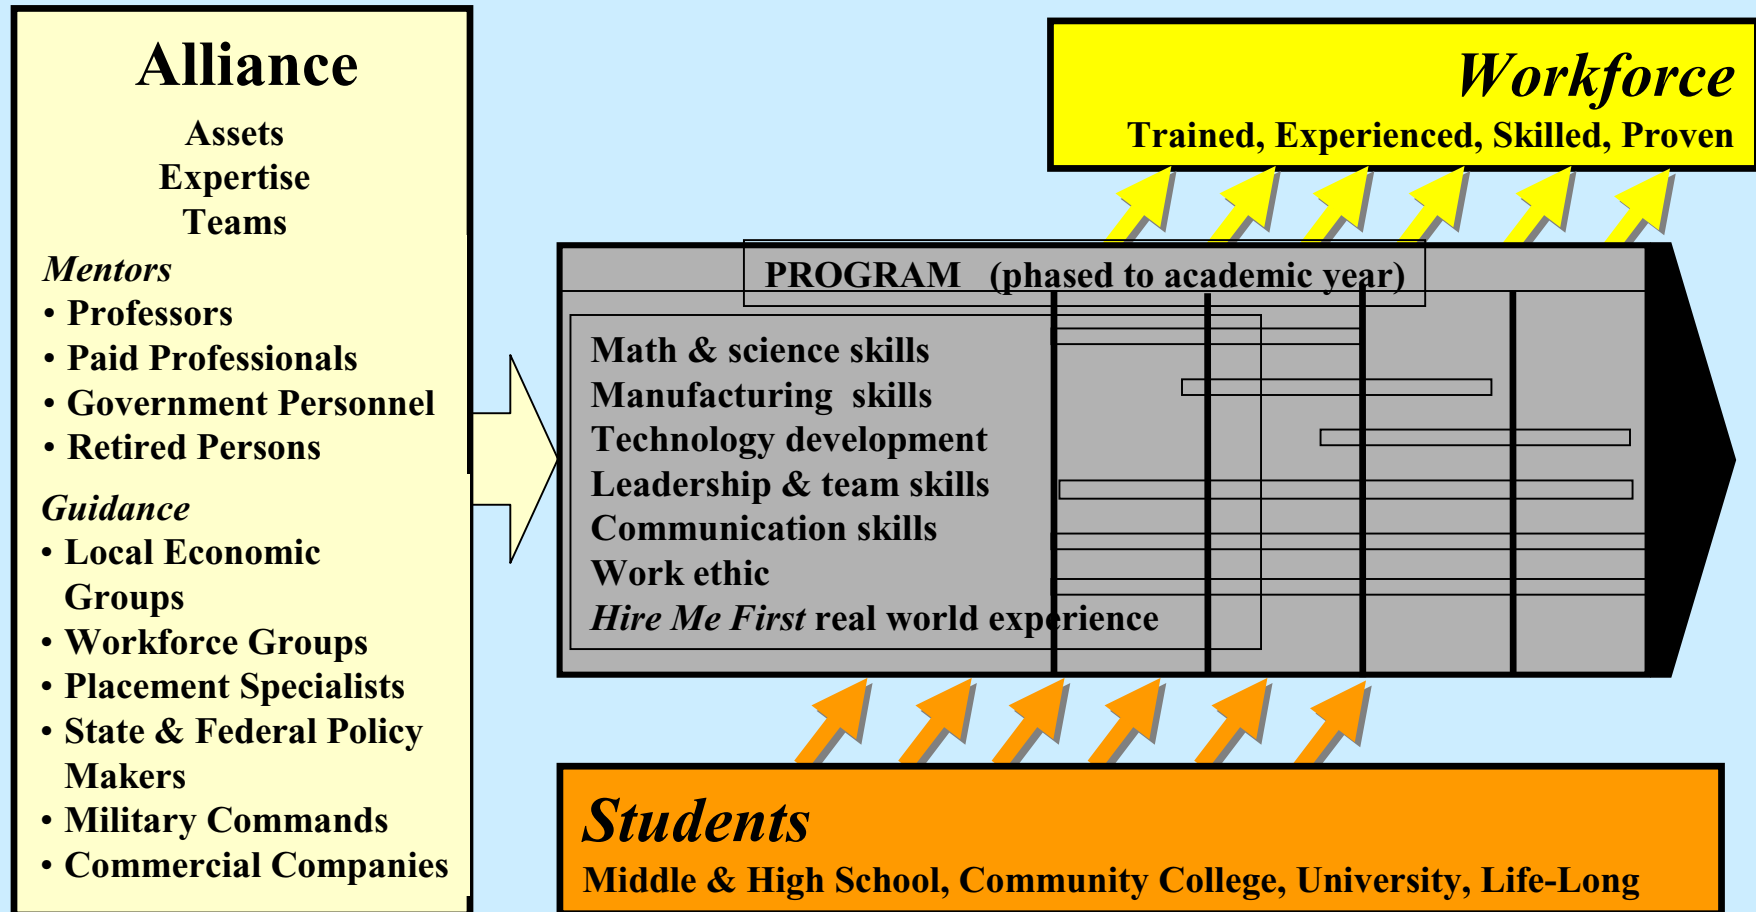 Alliance
Assets
Expertise
Teams
Mentors
• Professors
• Paid Professionals
• Government Personnel
• Retired Persons
Guidance
• Local Economic
Groups
• Workforce Groups
• Placement Specialists
• State & Federal Policy
Makers
• Military Commands
• Commercial Companies
Workforce
Trained, Experienced, Skilled, Proven
PROGRAM (phased to academic year)
Math & science skills
Manufacturing skills
Technology development
Leadership & team skills
Communication skills
Work ethic
Hire Me First real world experience
Students
Middle & High School, Community College, University, Life-Long